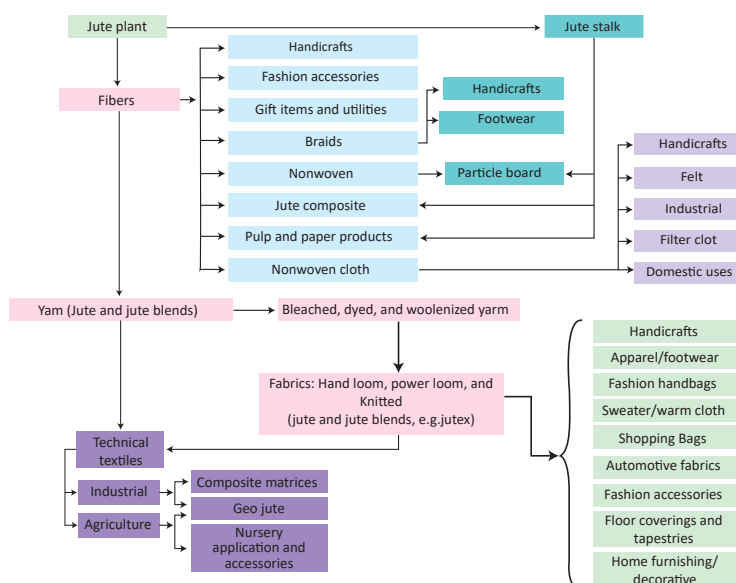 Jute plant
Jute stalk
Handicrafts
Fashion accessories
Fibers
Handicrafts
Gift items and utilities
Footwear
Braids
Handicrafts
Nonwoven
Particle board
Felt
Jute composite
Industrial
Pulp and paper products
Filter clot
Nonwoven cloth
Domestic uses
Yam (Jute and jute blends)
Bleached, dyed, and woolenized yarm
Handicrafts
Apparel/footwear
Fabrics: Hand loom, power loom, and
Knitted
(jute and jute blends, e.g.jutex)
Fashion handbags
Sweater/warm cloth
Shopping Bags
Technical
textiles
Automotive fabrics
Composite matrices
Industrial
Fashion accessories
Geo jute
Agriculture
Floor coverings and
tapestries
Nursery
application and
accessories
Home furnishing/
decorative